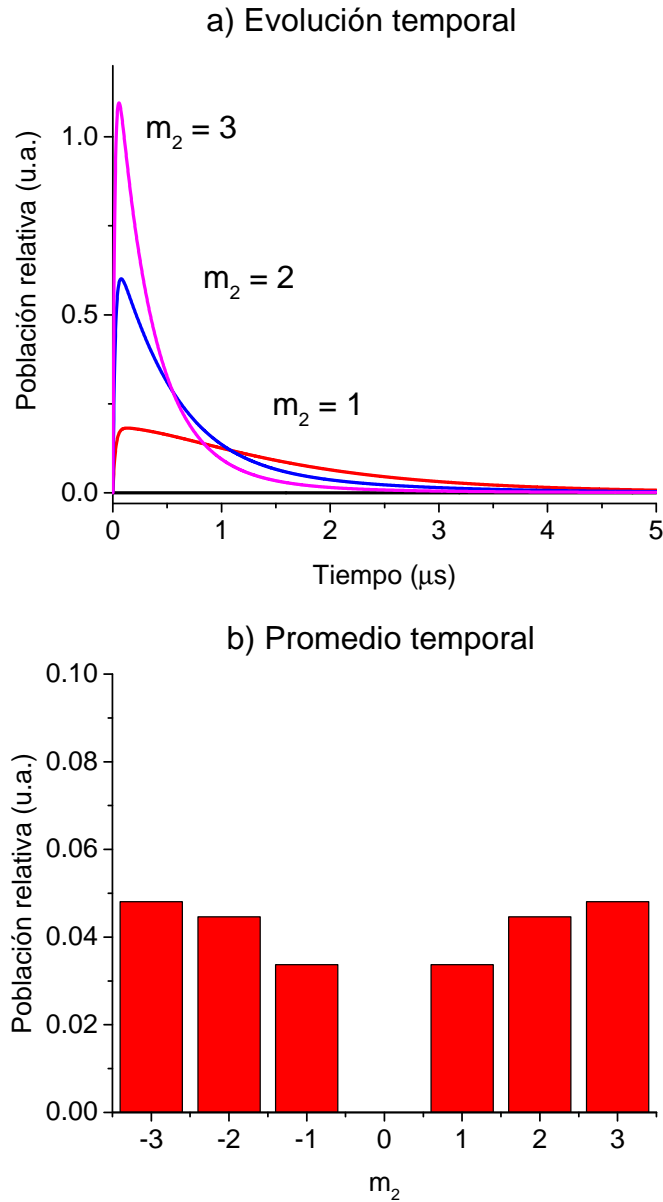 a) Evolución temporal
Población relativa (u.a.)
1.0
0.5
0.0
m₂ = 3
m₂ = 2
m₂ = 1
0 1 2 3 4 5
Tiempo (μs)
b) Promedio temporal
Población relativa (u.a.)
0.10
0.08
0.06
0.04
0.02
0.00
-3 -2 -1 0 1 2 3
m₂